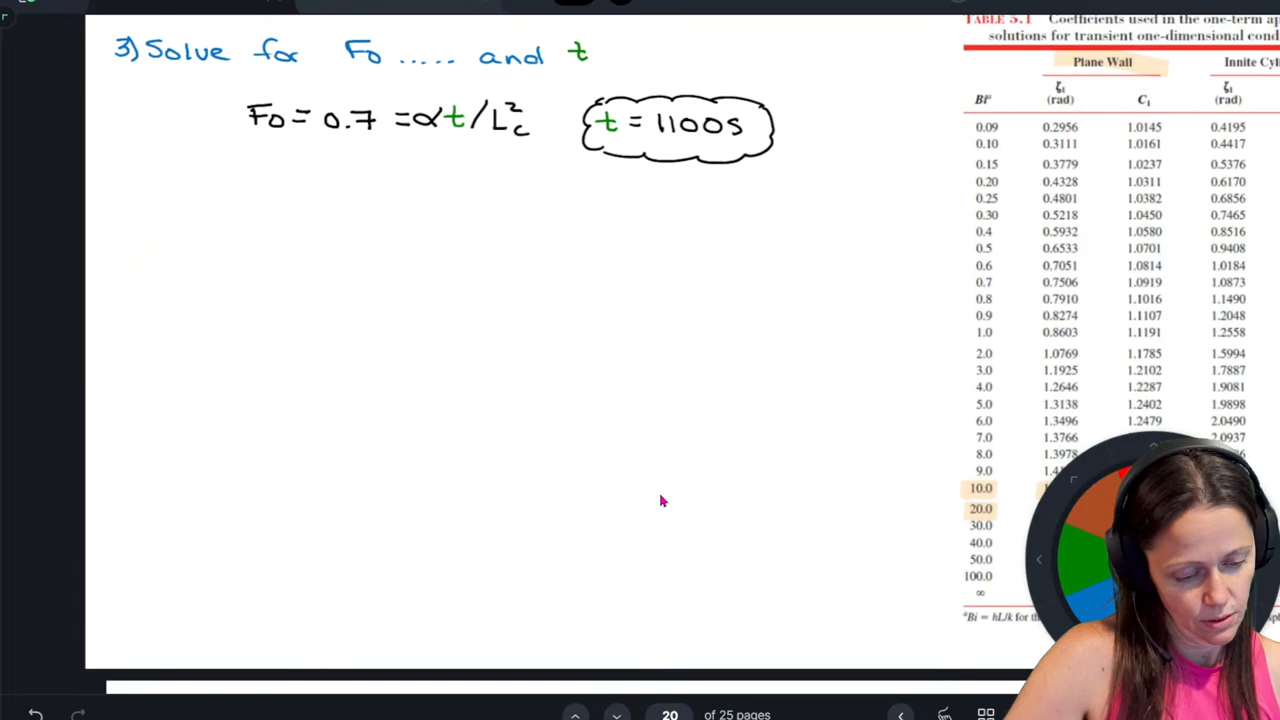 3) Solve for Fo ..... and t
Fo = 0.7 = αt/L²c
t = 1100s
TABLE 5.1 Coefficients used in the one-term
solutions for transient one-dimensional
Plane Wall
ζ₁ (rad) C₁ ζ₁ (rad)
Biᵃ
0.09 0.2956 1.0145 0.4195
0.10 0.3111 1.0161 0.4417
0.15 0.3779 1.0237 0.5376
0.20 0.4328 1.0311 0.6170
0.25 0.4801 1.0382 0.6856
0.30 0.5218 1.0450 0.7465
0.4 0.5932 1.0580 0.8516
0.5 0.6533 1.0701 0.9408
0.6 0.7051 1.0814 1.0184
0.7 0.7506 1.0919 1.0873
0.8 0.7910 1.1016 1.1490
0.9 0.8274 1.1107 1.2048
1.0 0.8603 1.1191 1.2558
2.0 1.0769 1.1785 1.5994
3.0 1.1925 1.2102 1.7887
4.0 1.2646 1.2287 1.9081
5.0 1.3138 1.2402 1.9898
6.0 1.3496 1.2479 2.0490
7.0 1.3766 2.0937
8.0 1.3978
9.0
10.0
20.0
30.0
40.0
50.0
100.0
∞
ᵃBi = hL/k for
20 of 25 pages